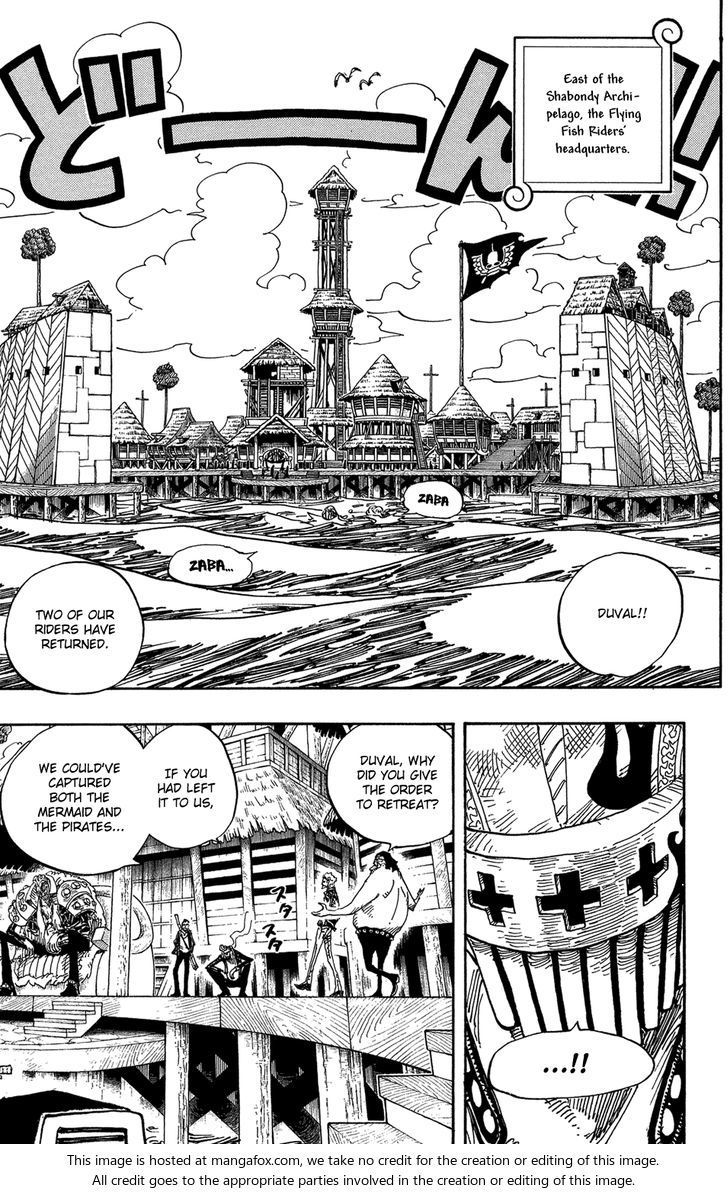 East of the
Shabondy Archi-
pelago, the Flying
Fish Riders'
headquarters.
どーん!!
ZABA
ZABA...
DUVAL!!
TWO OF OUR
RIDERS HAVE
RETURNED.
DUVAL, WHY
DID YOU GIVE
THE ORDER
TO RETREAT?
IF YOU
HAD LEFT
IT TO US,
WE COULD'VE
CAPTURED
BOTH THE
MERMAID AND
THE PIRATES...
スタ
スタ
...!!
This image is hosted at mangafox.com, we take no credit for the creation or editing of this image.
All credit goes to the appropriate parties involved in the creation or editing of this image.